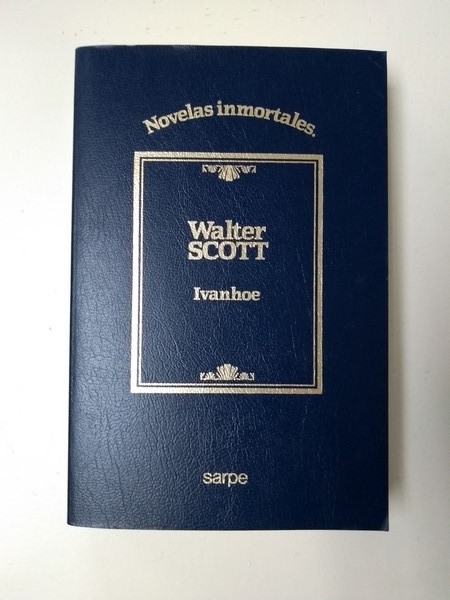 Novelas inmortales.
Walter
SCOTT
Ivanhoe
sarpe